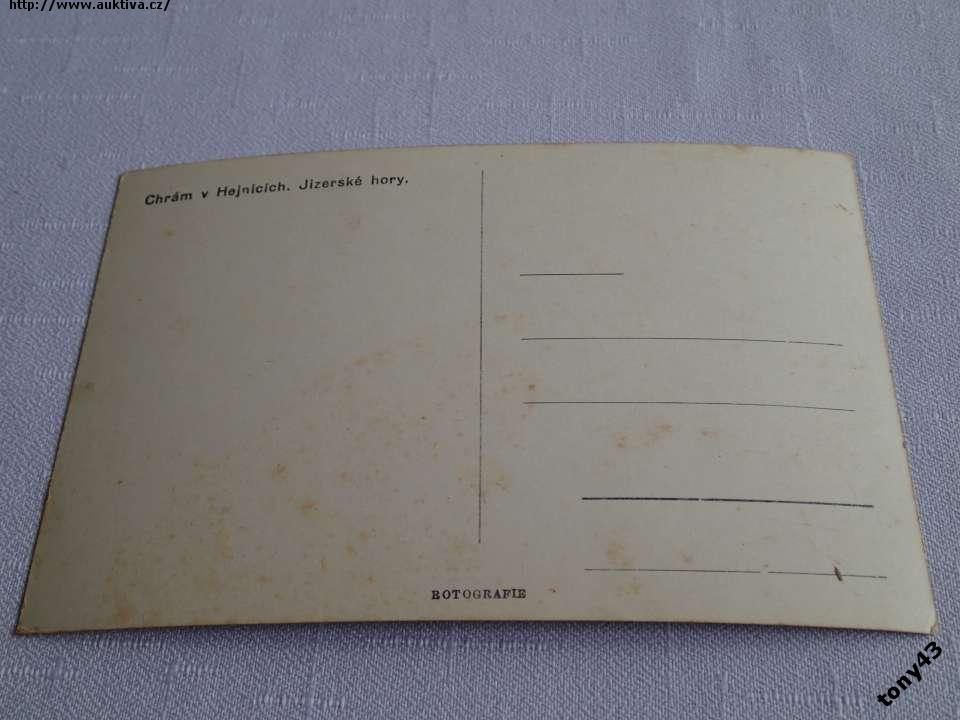 http://www.auktiva.cz/
Chrám v Hejnicích. Jizerské hory.
ROTOGRAFIE
tony43